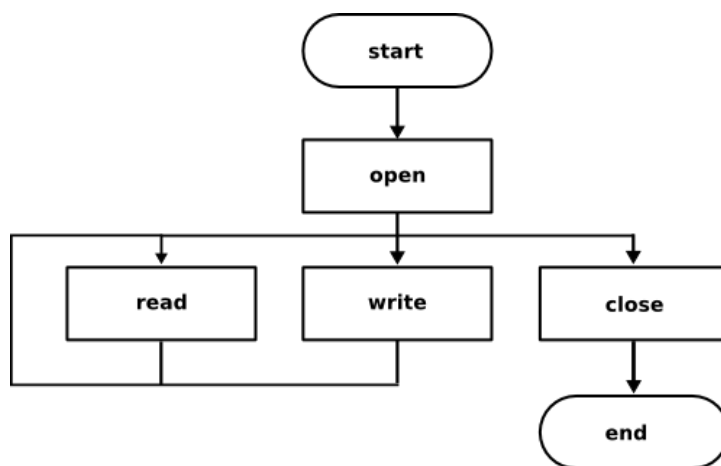 start
open
read
write
close
end